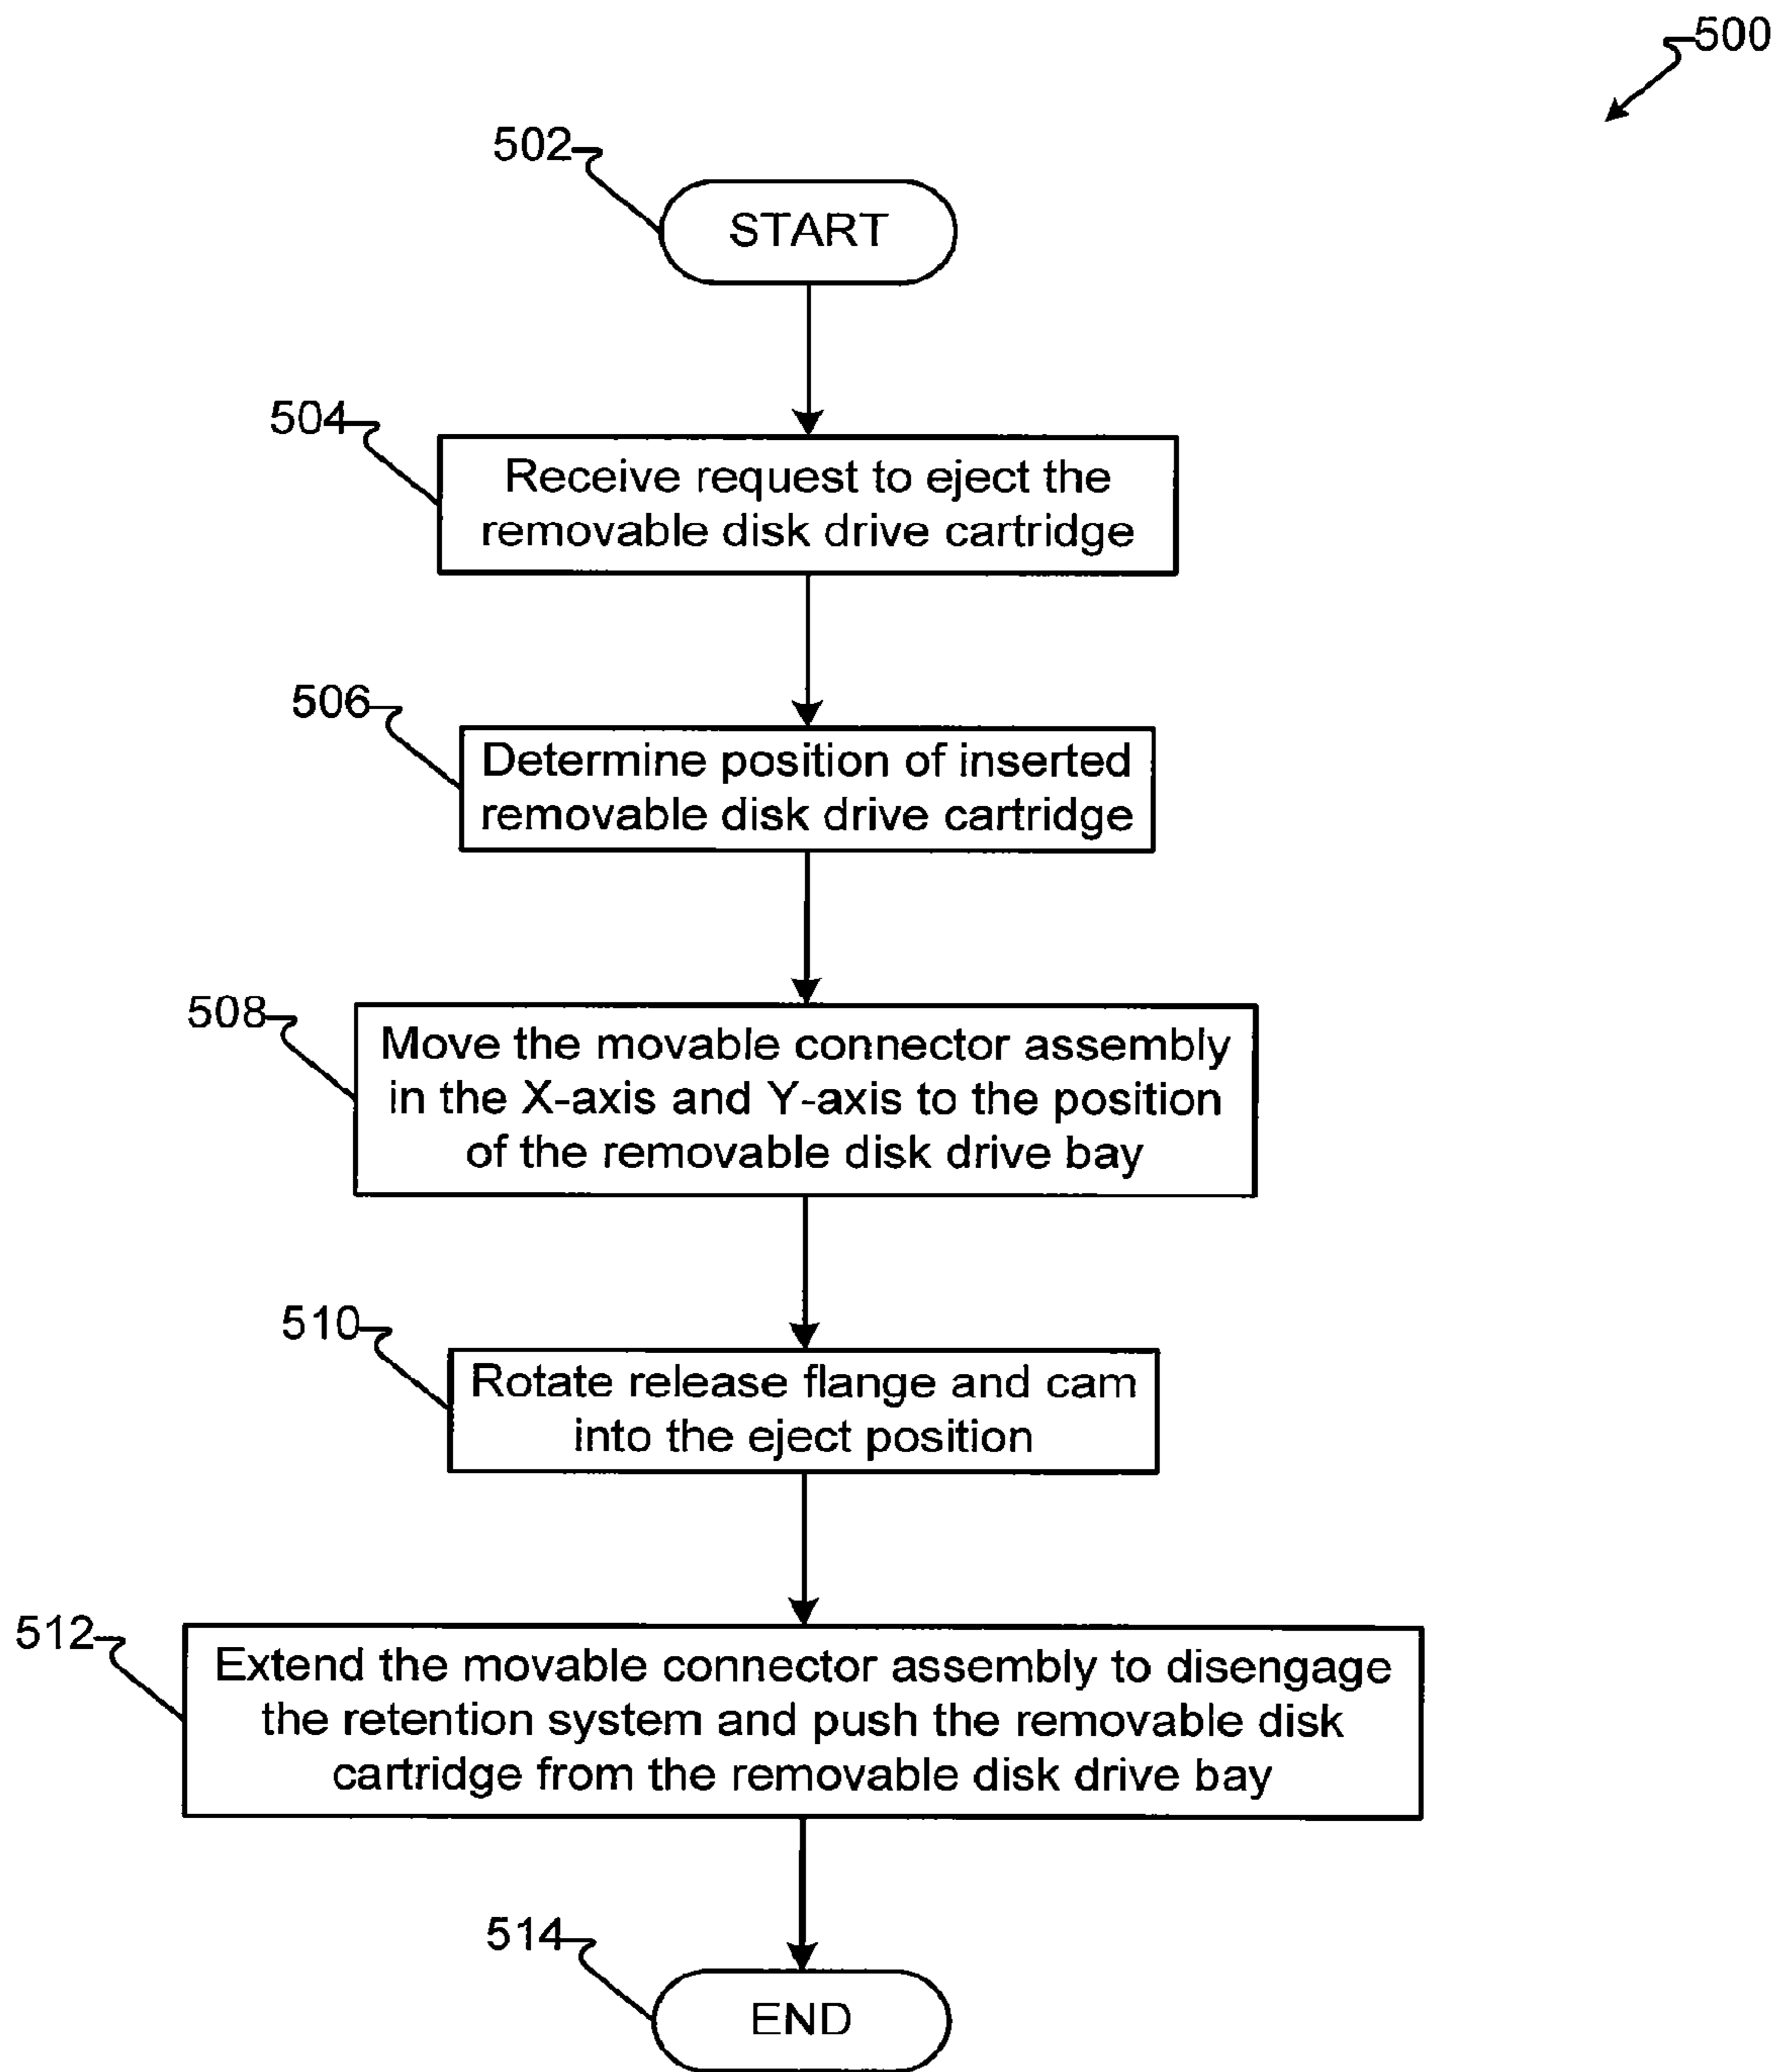 500
502
START
504
Receive request to eject the
removable disk drive cartridge
506
Determine position of inserted
removable disk drive cartridge
508
Move the movable connector assembly
in the X-axis and Y-axis to the position
of the removable disk drive bay
510
Rotate release flange and cam
into the eject position
512
Extend the movable connector assembly to disengage
the retention system and push the removable disk
cartridge from the removable disk drive bay
514
END